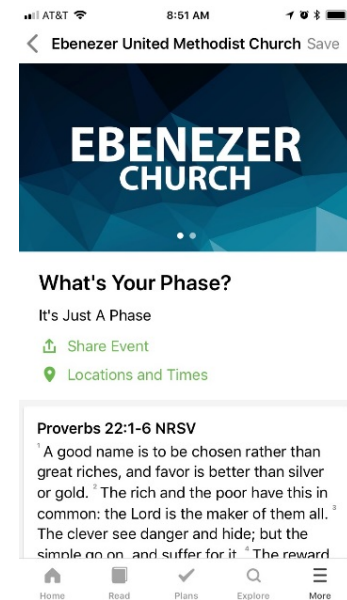 AT&T 8:51 AM
Ebenezer United Methodist Church Save
EBENEZER
CHURCH
What's Your Phase?
It's Just A Phase
Share Event
Locations and Times
Proverbs 22:1-6 NRSV
1 A good name is to be chosen rather than
great riches, and favor is better than silver
or gold. 2 The rich and the poor have this in
common: the Lord is the maker of them all. 3
The clever see danger and hide; but the
simple go on, and suffer for it. 4 The reward
Home Read Plans Explore More